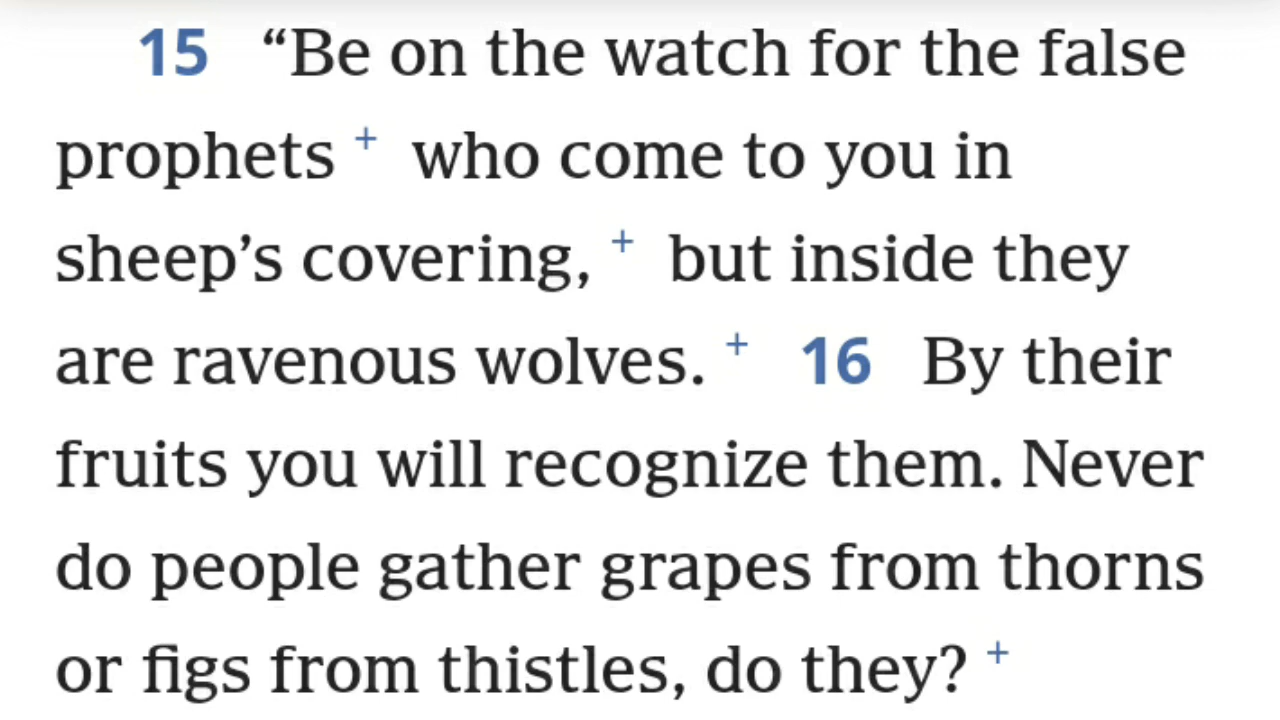 15 “Be on the watch for the false
prophets + who come to you in
sheep’s covering, + but inside they
are ravenous wolves. + 16 By their
fruits you will recognize them. Never
do people gather grapes from thorns
or figs from thistles, do they? +